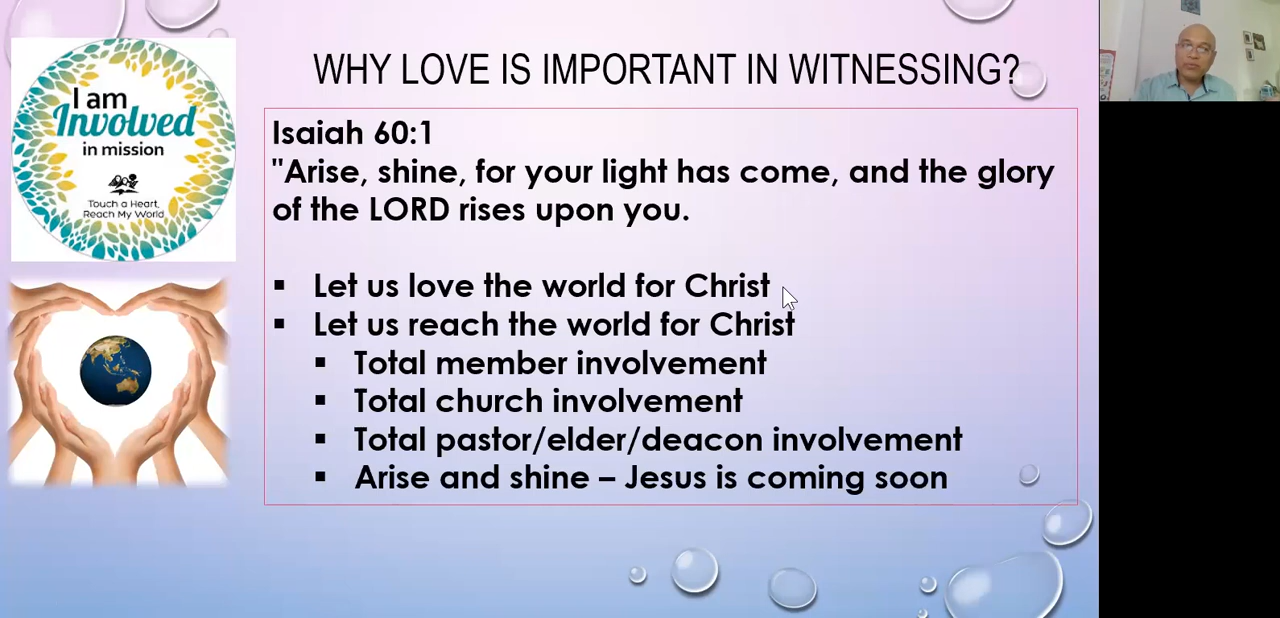 WHY LOVE IS IMPORTANT IN WITNESSING?
I am
Involved
in mission
Touch a Heart,
Reach My World
Isaiah 60:1
"Arise, shine, for your light has come, and the glory
of the LORD rises upon you.
▪ Let us love the world for Christ
▪ Let us reach the world for Christ
▪ Total member involvement
▪ Total church involvement
▪ Total pastor/elder/deacon involvement
▪ Arise and shine – Jesus is coming soon